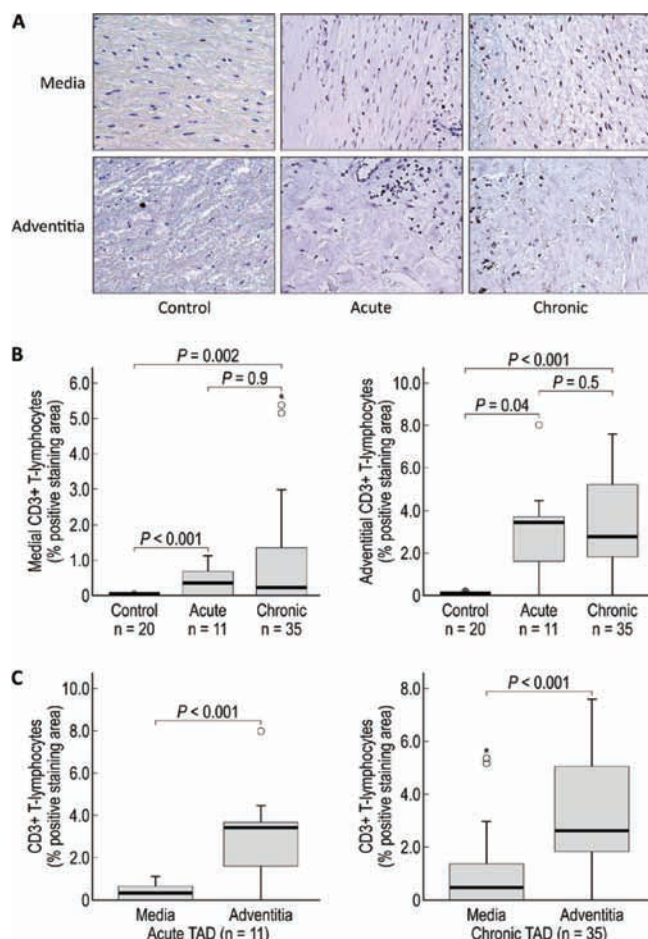 A
Media
Adventitia
Control Acute Chronic
B
Medial CD3+ T-lymphocytes
(% positive staining area)
6.0
5.0
4.0
3.0
2.0
1.0
0
P = 0.002
P = 0.9
P < 0.001
Control Acute Chronic
n = 20 n = 11 n = 35
Adventitial CD3+ T-lymphocytes
(% positive staining area)
10.0
8.0
6.0
4.0
2.0
0
P < 0.001
P = 0.5
P = 0.04
Control Acute Chronic
n = 20 n = 11 n = 35
C
CD3+ T-lymphocytes
(% positive staining area)
10.0
8.0
6.0
4.0
2.0
0
P < 0.001
Media Adventitia
Acute TAD (n = 11)
CD3+ T-lymphocytes
(% positive staining area)
8.0
6.0
4.0
2.0
0
P < 0.001
Media Adventitia
Chronic TAD (n = 35)